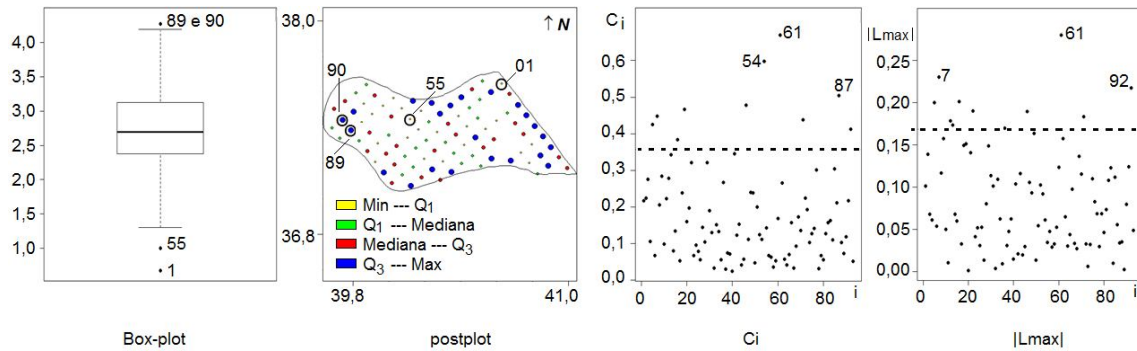 4,0
3,5
3,0
2,5
2,0
1,5
1,0
89 e 90
55
1
Box-plot
38,0
36,8
39,8
41,0
↑ N
90
55
01
89
Min --- Q1
Q1 --- Mediana
Mediana --- Q3
Q3 --- Max
postplot
Ci
0,6
0,5
0,4
0,3
0,2
0,1
0,0
61
54
87
0 20 40 60 80 i
Ci
|Lmax|
0,25
0,20
0,15
0,10
0,05
0,00
61
7
92
0 20 40 60 80 i
|Lmax|